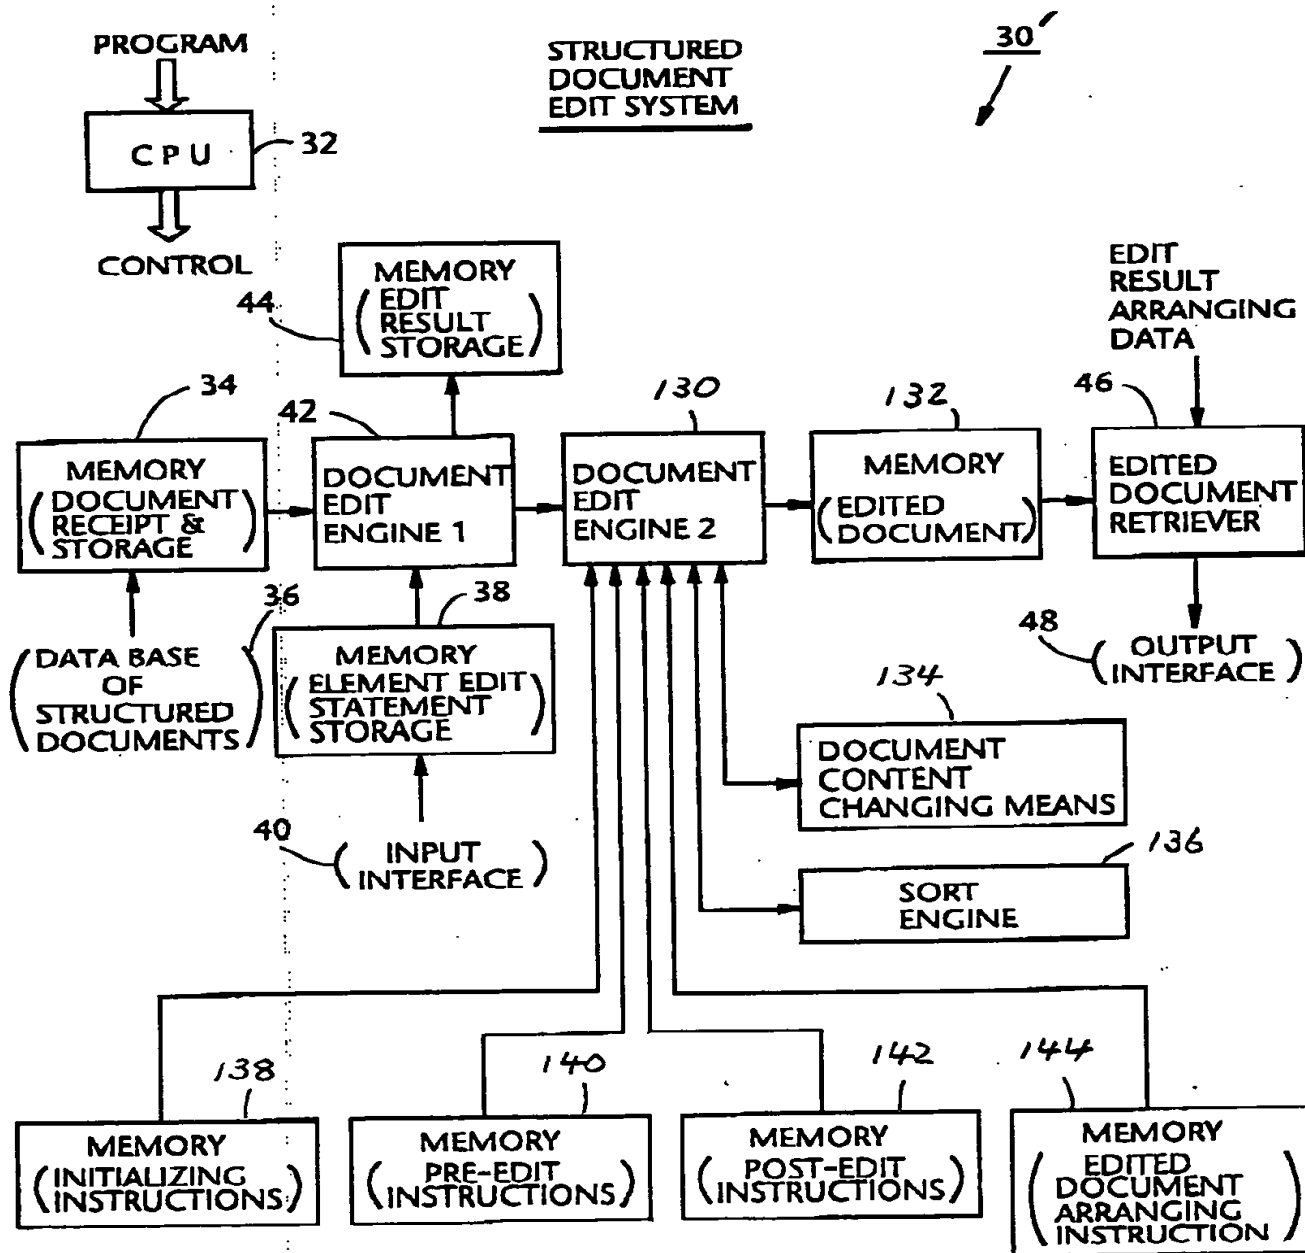 PROGRAM
CPU
32
CONTROL
STRUCTURED
DOCUMENT
EDIT SYSTEM
30'
MEMORY
(EDIT
RESULT
STORAGE)
44
EDIT
RESULT
ARRANGING
DATA
34
MEMORY
(DOCUMENT
RECEIPT &
STORAGE)
42
DOCUMENT
EDIT
ENGINE 1
130
DOCUMENT
EDIT
ENGINE 2
132
MEMORY
(EDITED
DOCUMENT)
46
EDITED
DOCUMENT
RETRIEVER
36
(DATA BASE
OF
STRUCTURED
DOCUMENTS)
38
MEMORY
(ELEMENT EDIT
STATEMENT
STORAGE)
48
(OUTPUT
INTERFACE)
134
DOCUMENT
CONTENT
CHANGING MEANS
40
(INPUT
INTERFACE)
136
SORT
ENGINE
138
MEMORY
(INITIALIZING
INSTRUCTIONS)
140
MEMORY
(PRE-EDIT
INSTRUCTIONS)
142
MEMORY
(POST-EDIT
INSTRUCTIONS)
144
MEMORY
(EDITED
DOCUMENT
ARRANGING
INSTRUCTION)